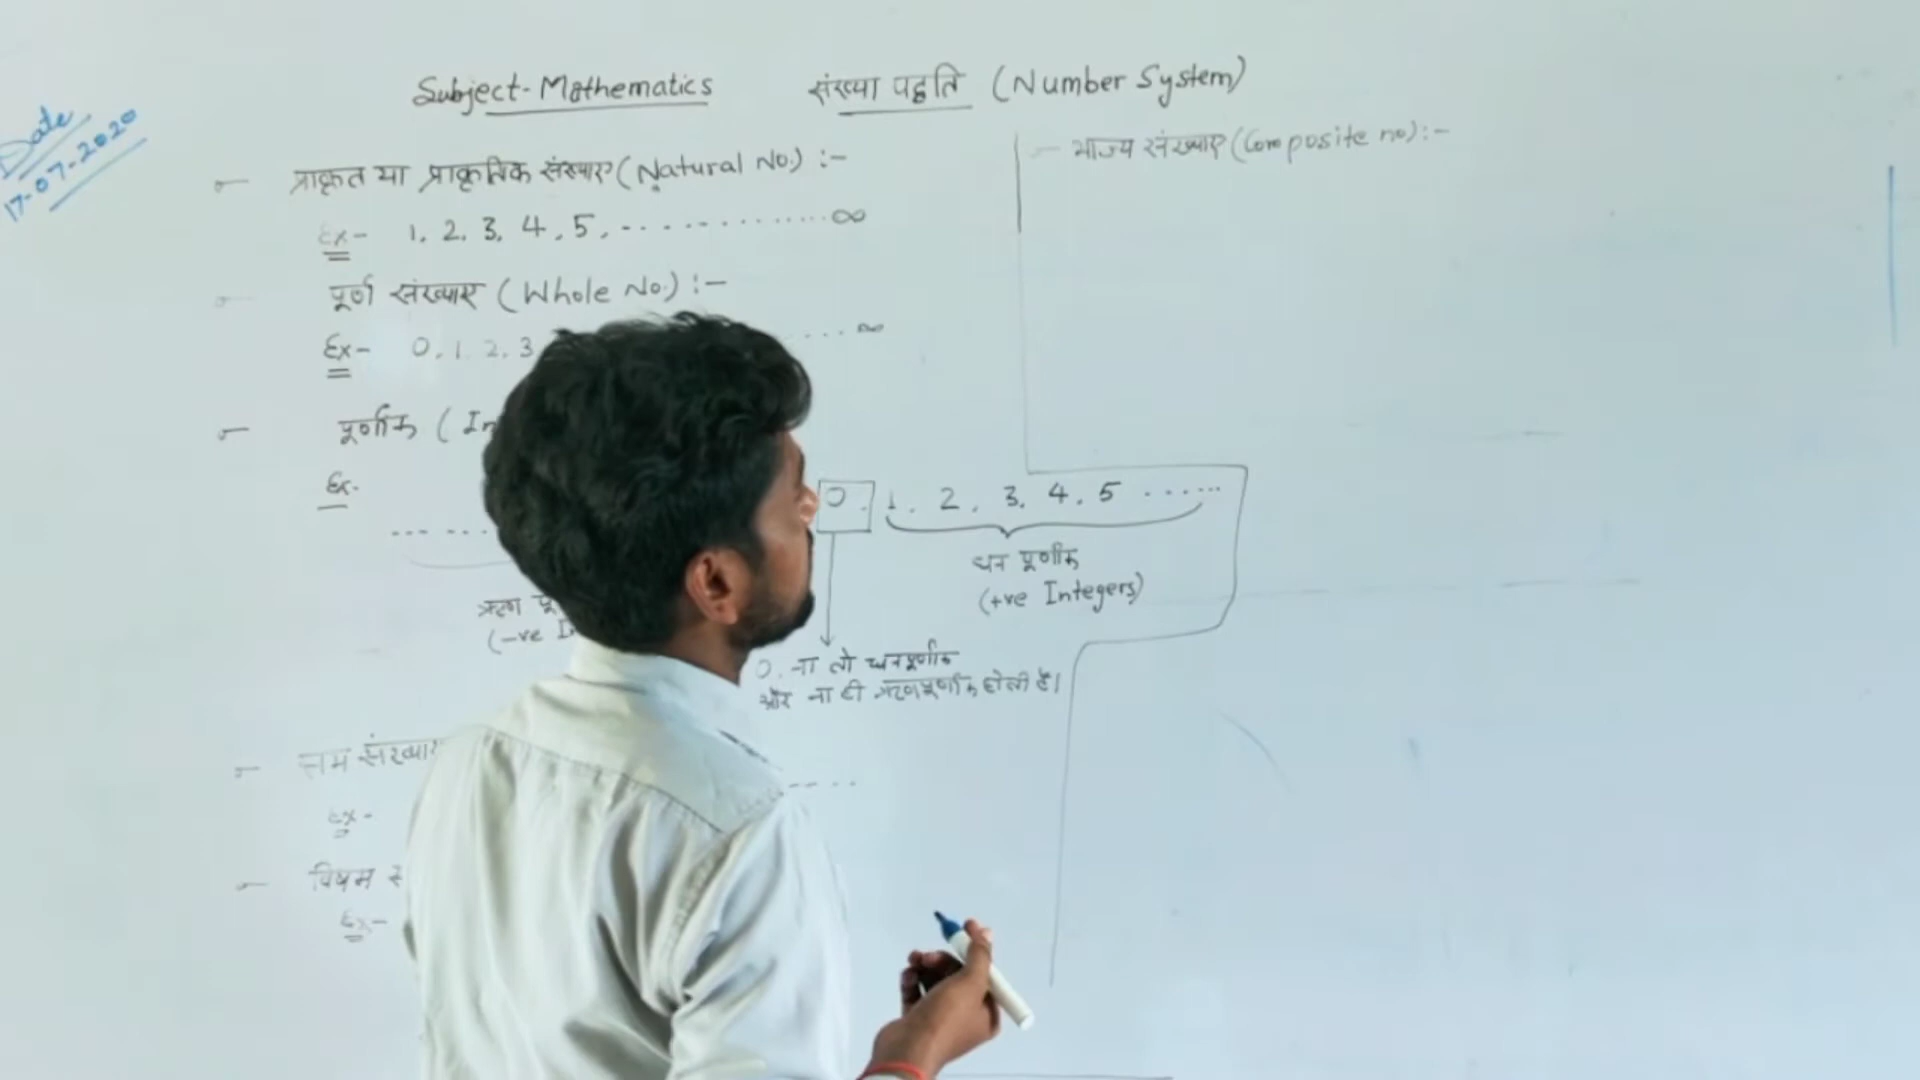 Subject-Mathematics संख्या पद्धति (Number System)
Date
17-07-2020
प्राकृत या प्राकृतिक संख्याए (Natural No.) :-
Ex- 1, 2, 3, 4, 5, ............... ∞
पूर्ण संख्याए (Whole No.) :-
Ex- 0, 1, 2, 3 .... ∞
पूर्णांक (
Ex-
0, 1, 2, 3, 4, 5 ......
धन पूर्णांक
(+ve Integers)
ऋण
(-ve
0, ना तो धनपूर्णांक
और ना ही ऋणपूर्णांक होती है।
सम संख्याए
Ex-
विषम
Ex-
भाज्य संख्याए (Composite no) :-